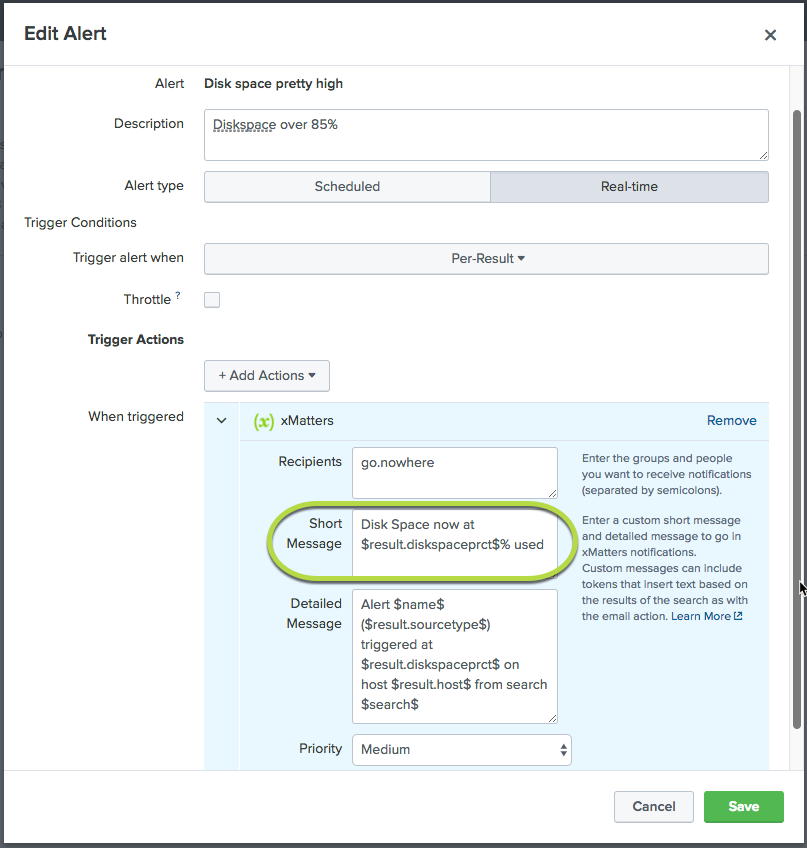 Edit Alert
×
Alert Disk space pretty high
Description Diskspace over 85%
Alert type Scheduled Real-time
Trigger Conditions
Trigger alert when Per-Result
Throttle ?
Trigger Actions
+ Add Actions
When triggered (x) xMatters Remove
Recipients go.nowhere
Enter the groups and people
you want to receive notifications
(separated by semicolons).
Short
Message
Disk Space now at
$result.diskspaceprct$% used
Enter a custom short message
and detailed message to go in
xMatters notifications.
Custom messages can include
tokens that insert text based on
the results of the search as with
the email action. Learn More
Detailed
Message
Alert $name$
($result.sourcetype$)
triggered at
$result.diskspaceprct$ on
host $result.host$ from search
$search$
Priority Medium
Cancel Save